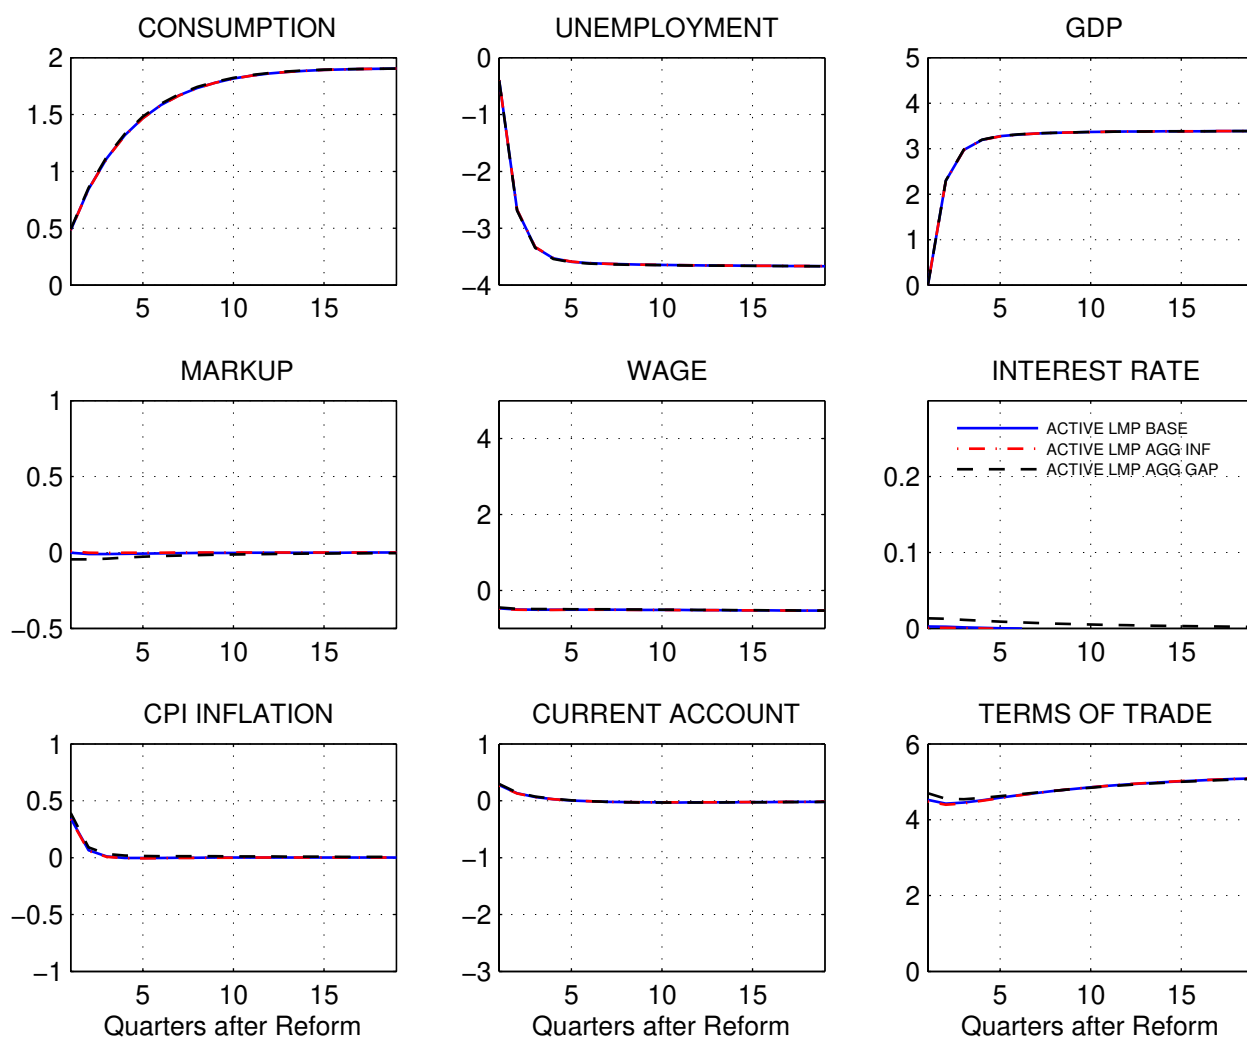 CONSUMPTION
2
1.5
1
0.5
0
5 10 15
UNEMPLOYMENT
0
−1
−2
−3
−4
5 10 15
GDP
5
4
3
2
1
0
5 10 15
MARKUP
1
0.5
0
−0.5
5 10 15
WAGE
4
2
0
5 10 15
INTEREST RATE
ACTIVE LMP BASE
ACTIVE LMP AGG INF
ACTIVE LMP AGG GAP
0.2
0.1
0
5 10 15
CPI INFLATION
1
0.5
0
−0.5
−1
5 10 15
Quarters after Reform
CURRENT ACCOUNT
1
0
−1
−2
−3
5 10 15
Quarters after Reform
TERMS OF TRADE
6
4
2
0
5 10 15
Quarters after Reform